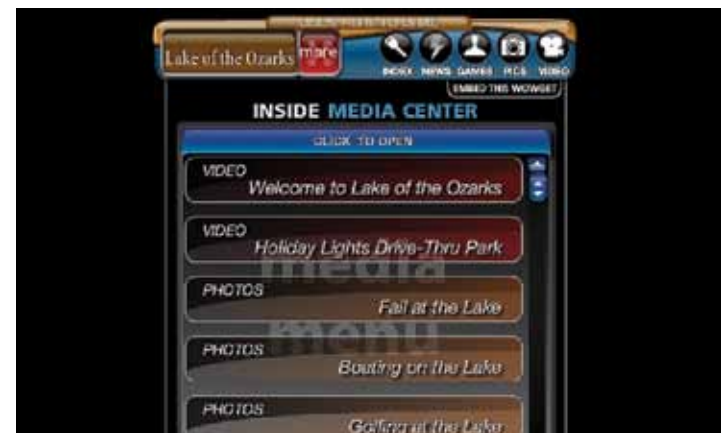 Lake of the Ozarks more
INDEX NEWS GAMES PICS VIDEO
EMBED THIS WOWGET
INSIDE MEDIA CENTER
CLICK TO OPEN
VIDEO
Welcome to Lake of the Ozarks
VIDEO
Holiday Lights Drive-Thru Park
media
PHOTOS
Fall at the Lake
menu
PHOTOS
Boating on the Lake
PHOTOS
Golfing at the Lake